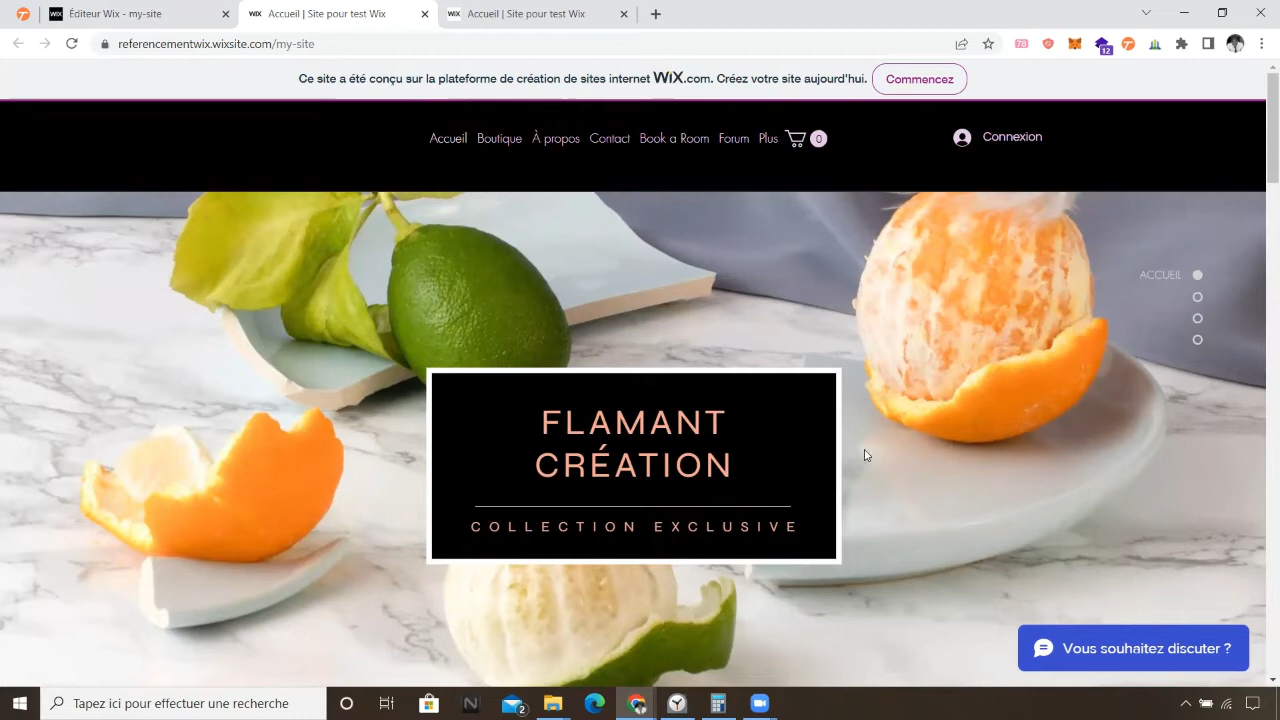 Éditeur Wix - my-site
Accueil | Site pour test Wix
Accueil | Site pour test Wix
referencementwix.wixsite.com/my-site
78
12
Ce site a été conçu sur la plateforme de création de sites internet WiX.com. Créez votre site aujourd'hui. Commencez
Accueil Boutique À propos Contact Book a Room Forum Plus 0 Connexion
ACCUEIL
FLAMANT
CRÉATION
COLLECTION EXCLUSIVE
Vous souhaitez discuter ?
Tapez ici pour effectuer une recherche
2